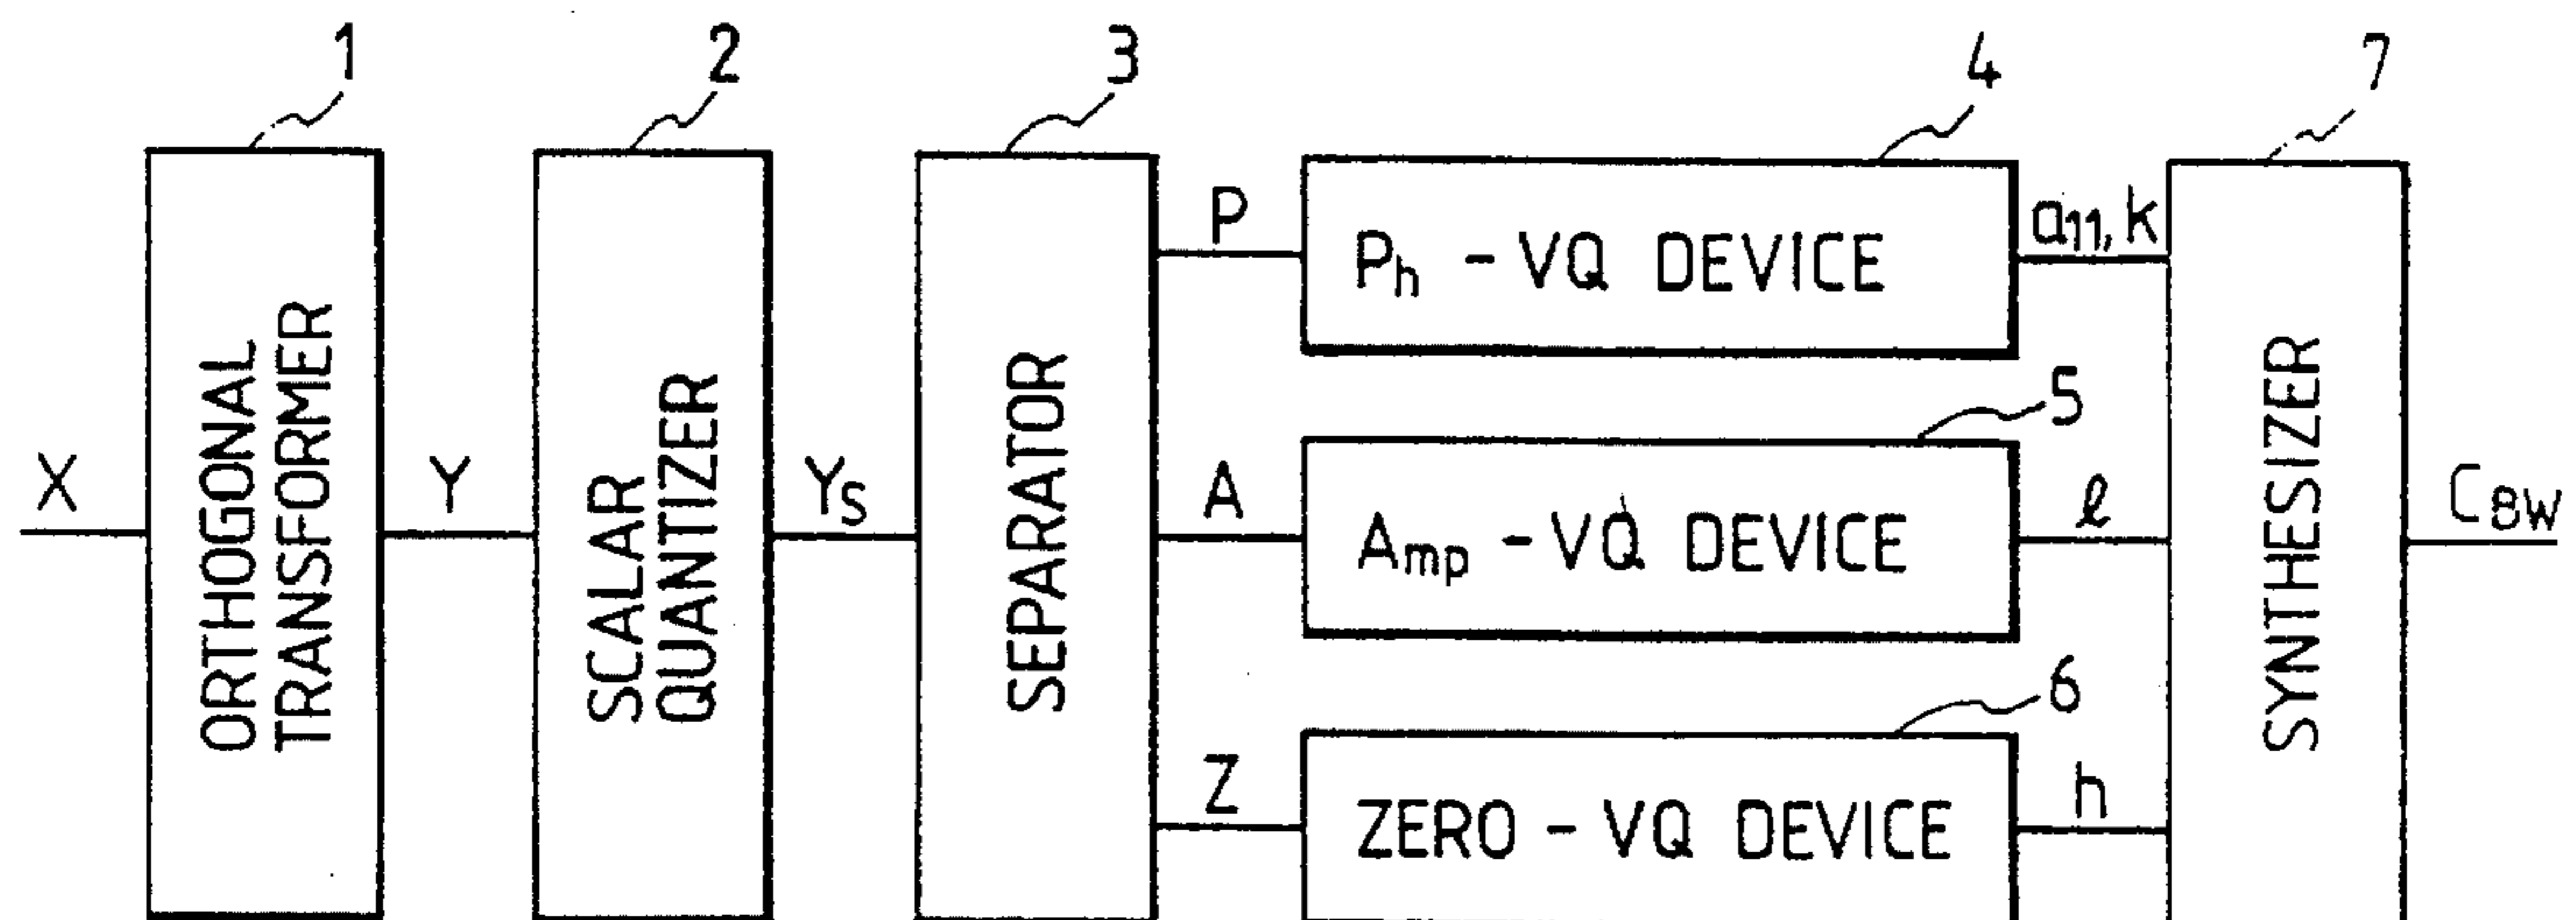 1
2
3
4
7
ORTHOGONAL
TRANSFORMER
SCALAR
QUANTIZER
SEPARATOR
SYNTHESIZER
P
Ph - VQ DEVICE
a11, k
5
X
Y
YS
A
Amp - VQ DEVICE
ℓ
CBW
6
Z
ZERO - VQ DEVICE
h